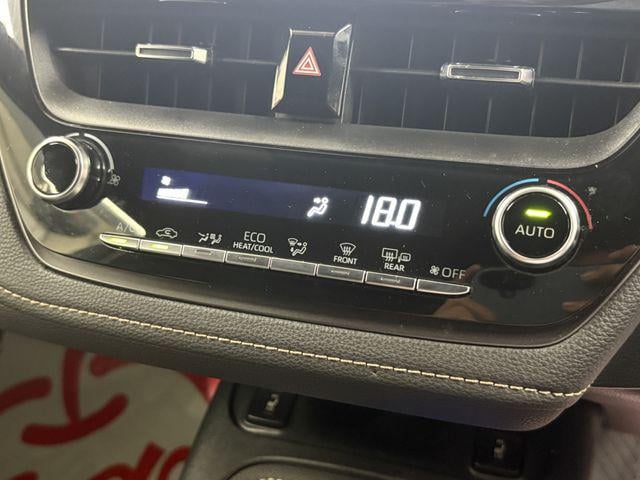 18.0
A/C
ECO
HEAT/COOL
FRONT
REAR
OFF
AUTO